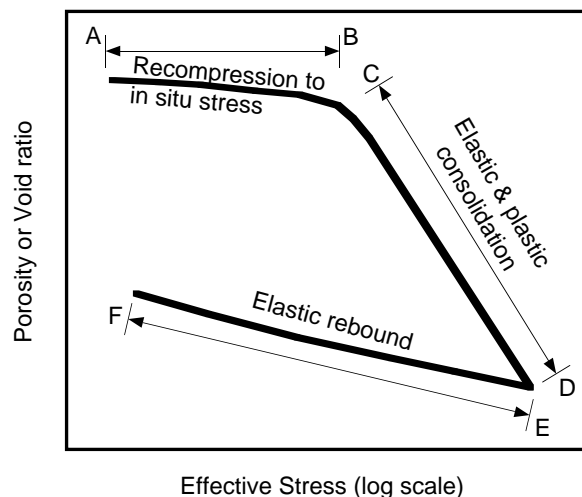 A
B
Recompression to
in situ stress
C
Elastic & plastic
consolidation
Porosity or Void ratio
Elastic rebound
F
D
E
Effective Stress (log scale)